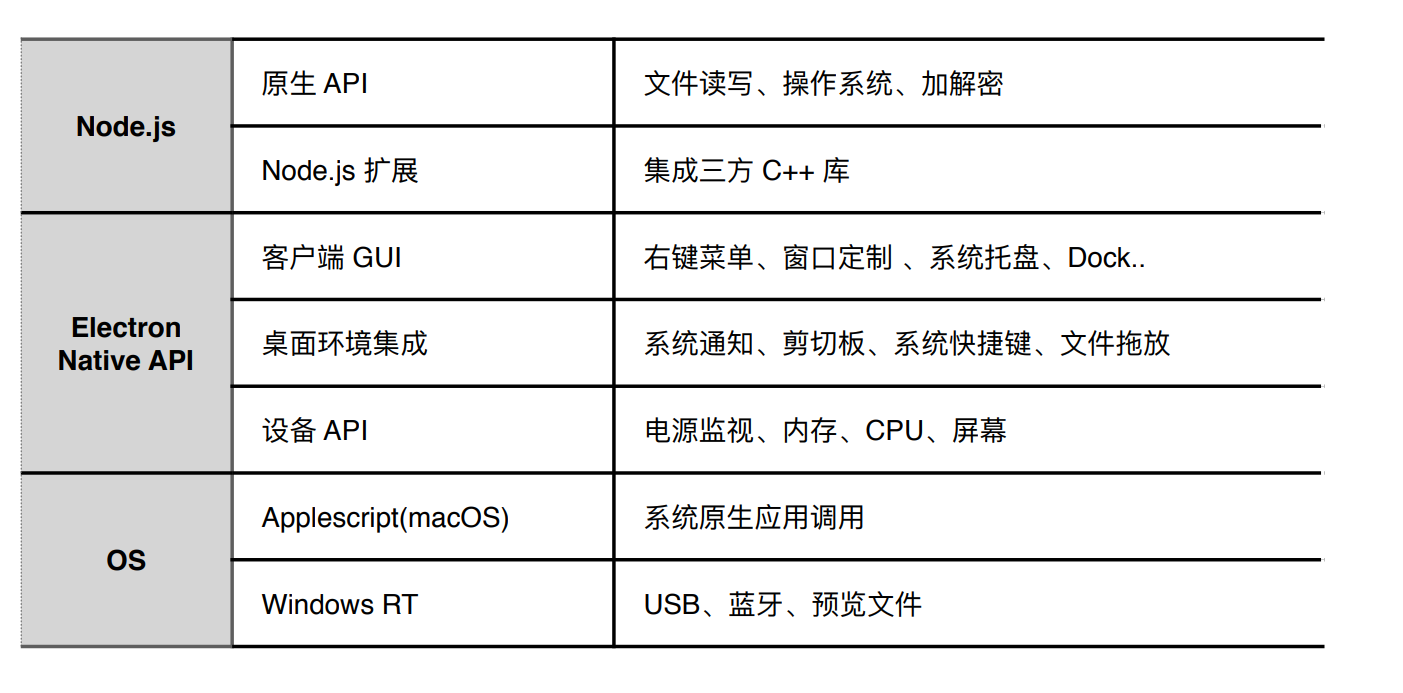 Node.js
原生 API
文件读写、操作系统、加解密
Node.js 扩展
集成三方 C++ 库
Electron
Native API
客户端 GUI
右键菜单、窗口定制 、系统托盘、Dock..
桌面环境集成
系统通知、剪切板、系统快捷键、文件拖放
设备 API
电源监视、内存、CPU、屏幕
OS
Applescript(macOS)
系统原生应用调用
Windows RT
USB、蓝牙、预览文件